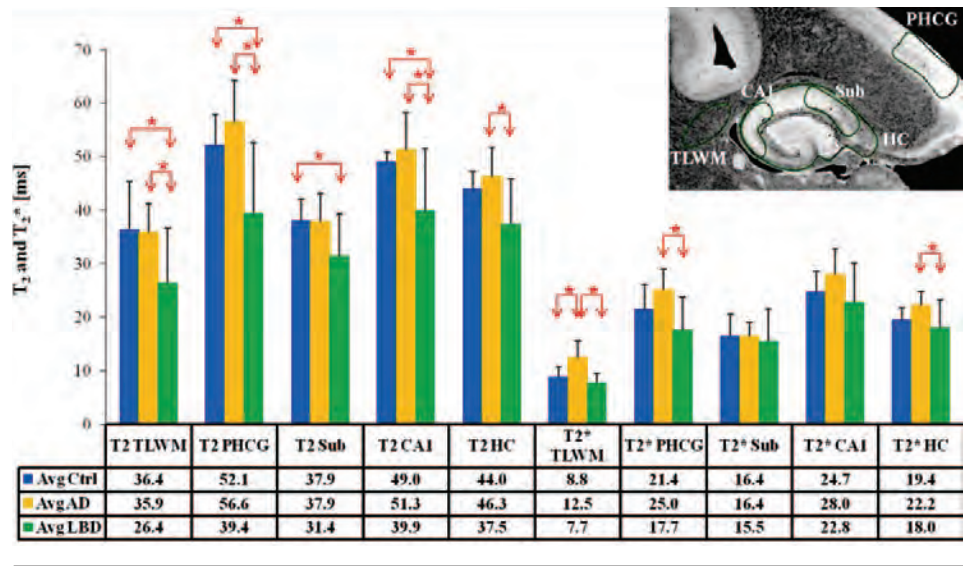 PHCG
CA1
Sub
HC
TLWM
T2 and T2* [ms]
70
60
50
40
30
20
10
0
* * * * * * * * * * * *
T2 TLWM T2 PHCG T2 Sub T2 CA1 T2 HC T2* TLWM T2* PHCG T2* Sub T2* CA1 T2* HC
Avg Ctrl 36.4 52.1 37.9 49.0 44.0 8.8 21.4 16.4 24.7 19.4
Avg AD 35.9 56.6 37.9 51.3 46.3 12.5 25.0 16.4 28.0 22.2
Avg LBD 26.4 39.4 31.4 39.9 37.5 7.7 17.7 15.5 22.8 18.0